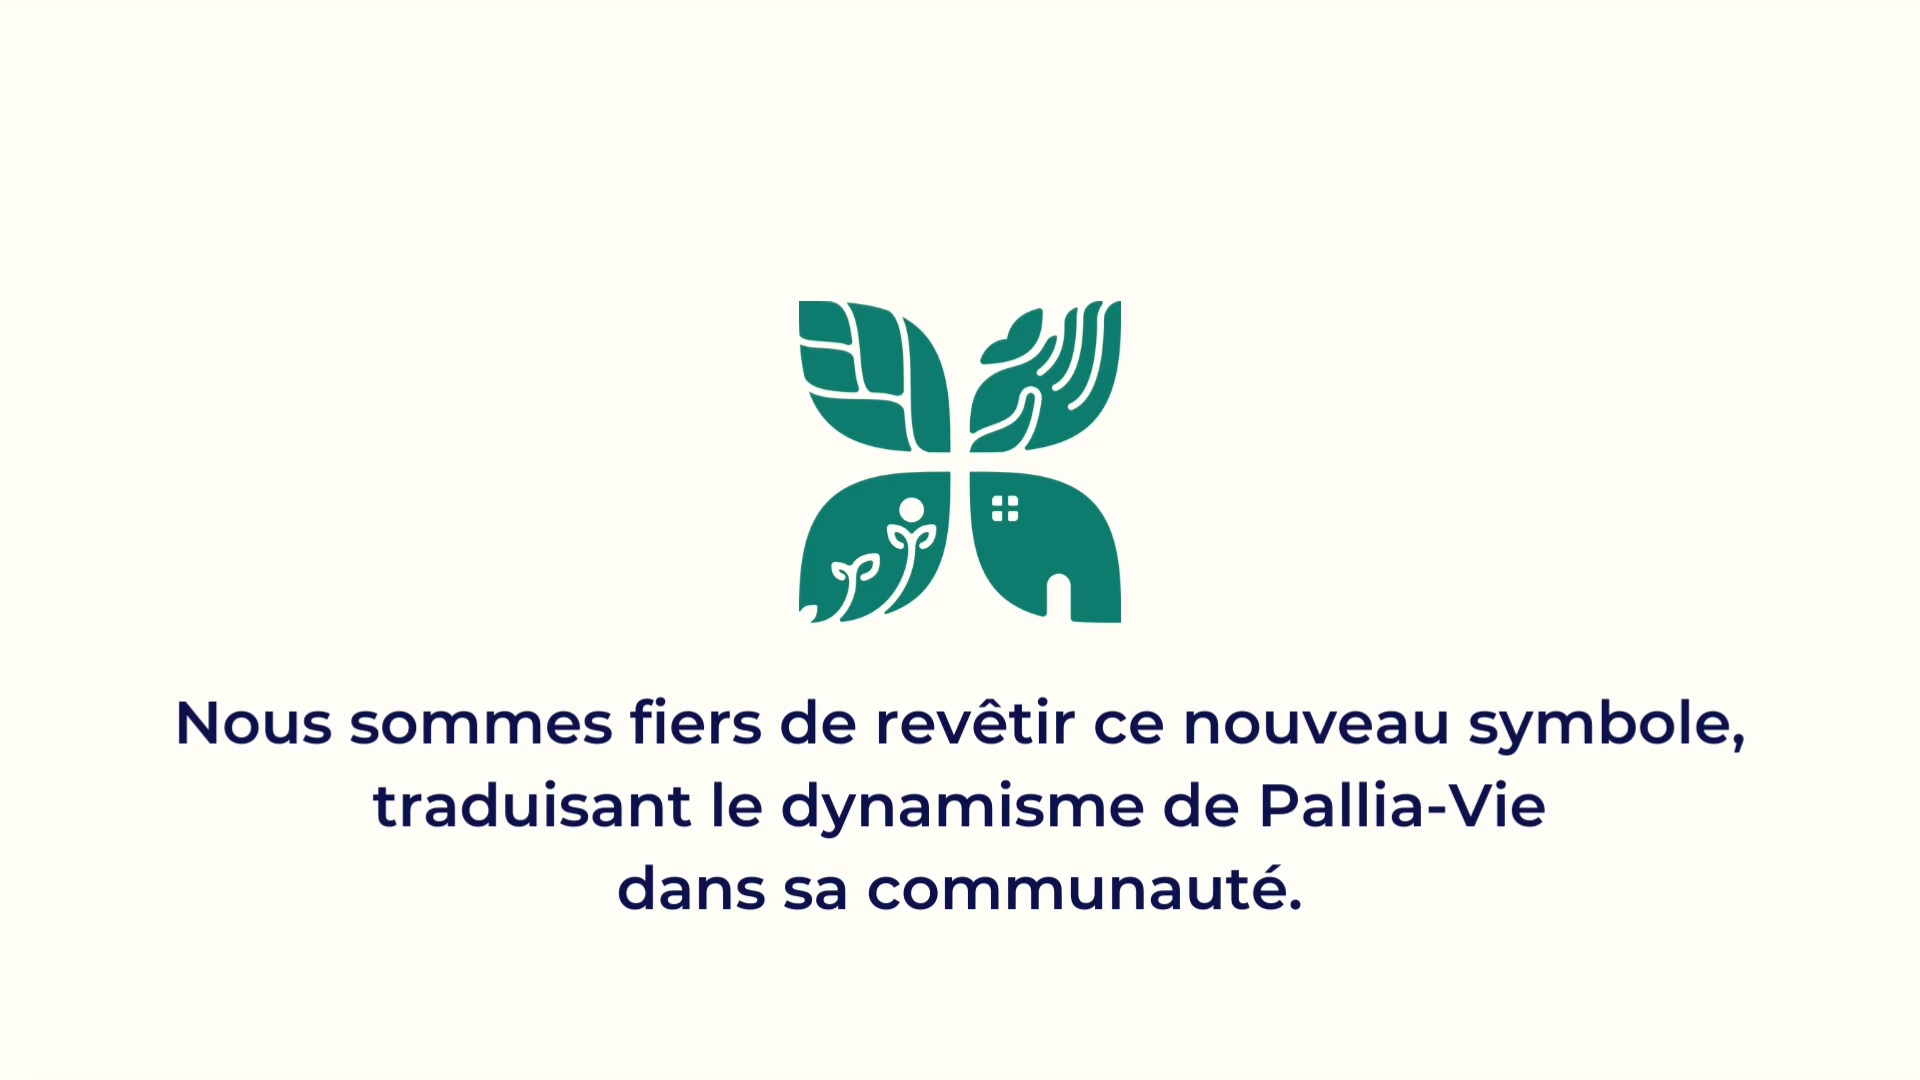 Nous sommes fiers de revêtir ce nouveau symbole,
traduisant le dynamisme de Pallia-Vie
dans sa communauté.